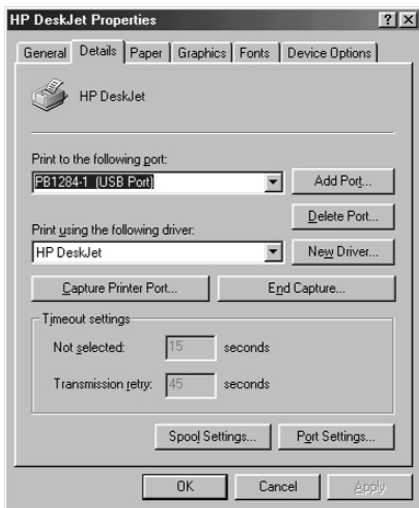 HP DeskJet Properties
General Details Paper Graphics Fonts Device Options
HP DeskJet
Print to the following port:
PB1284-1 (USB Port) Add Port...
Delete Port...
Print using the following driver:
HP DeskJet New Driver...
Capture Printer Port... End Capture...
Timeout settings
Not selected: 15 seconds
Transmission retry: 45 seconds
Spool Settings... Port Settings...
OK Cancel Apply